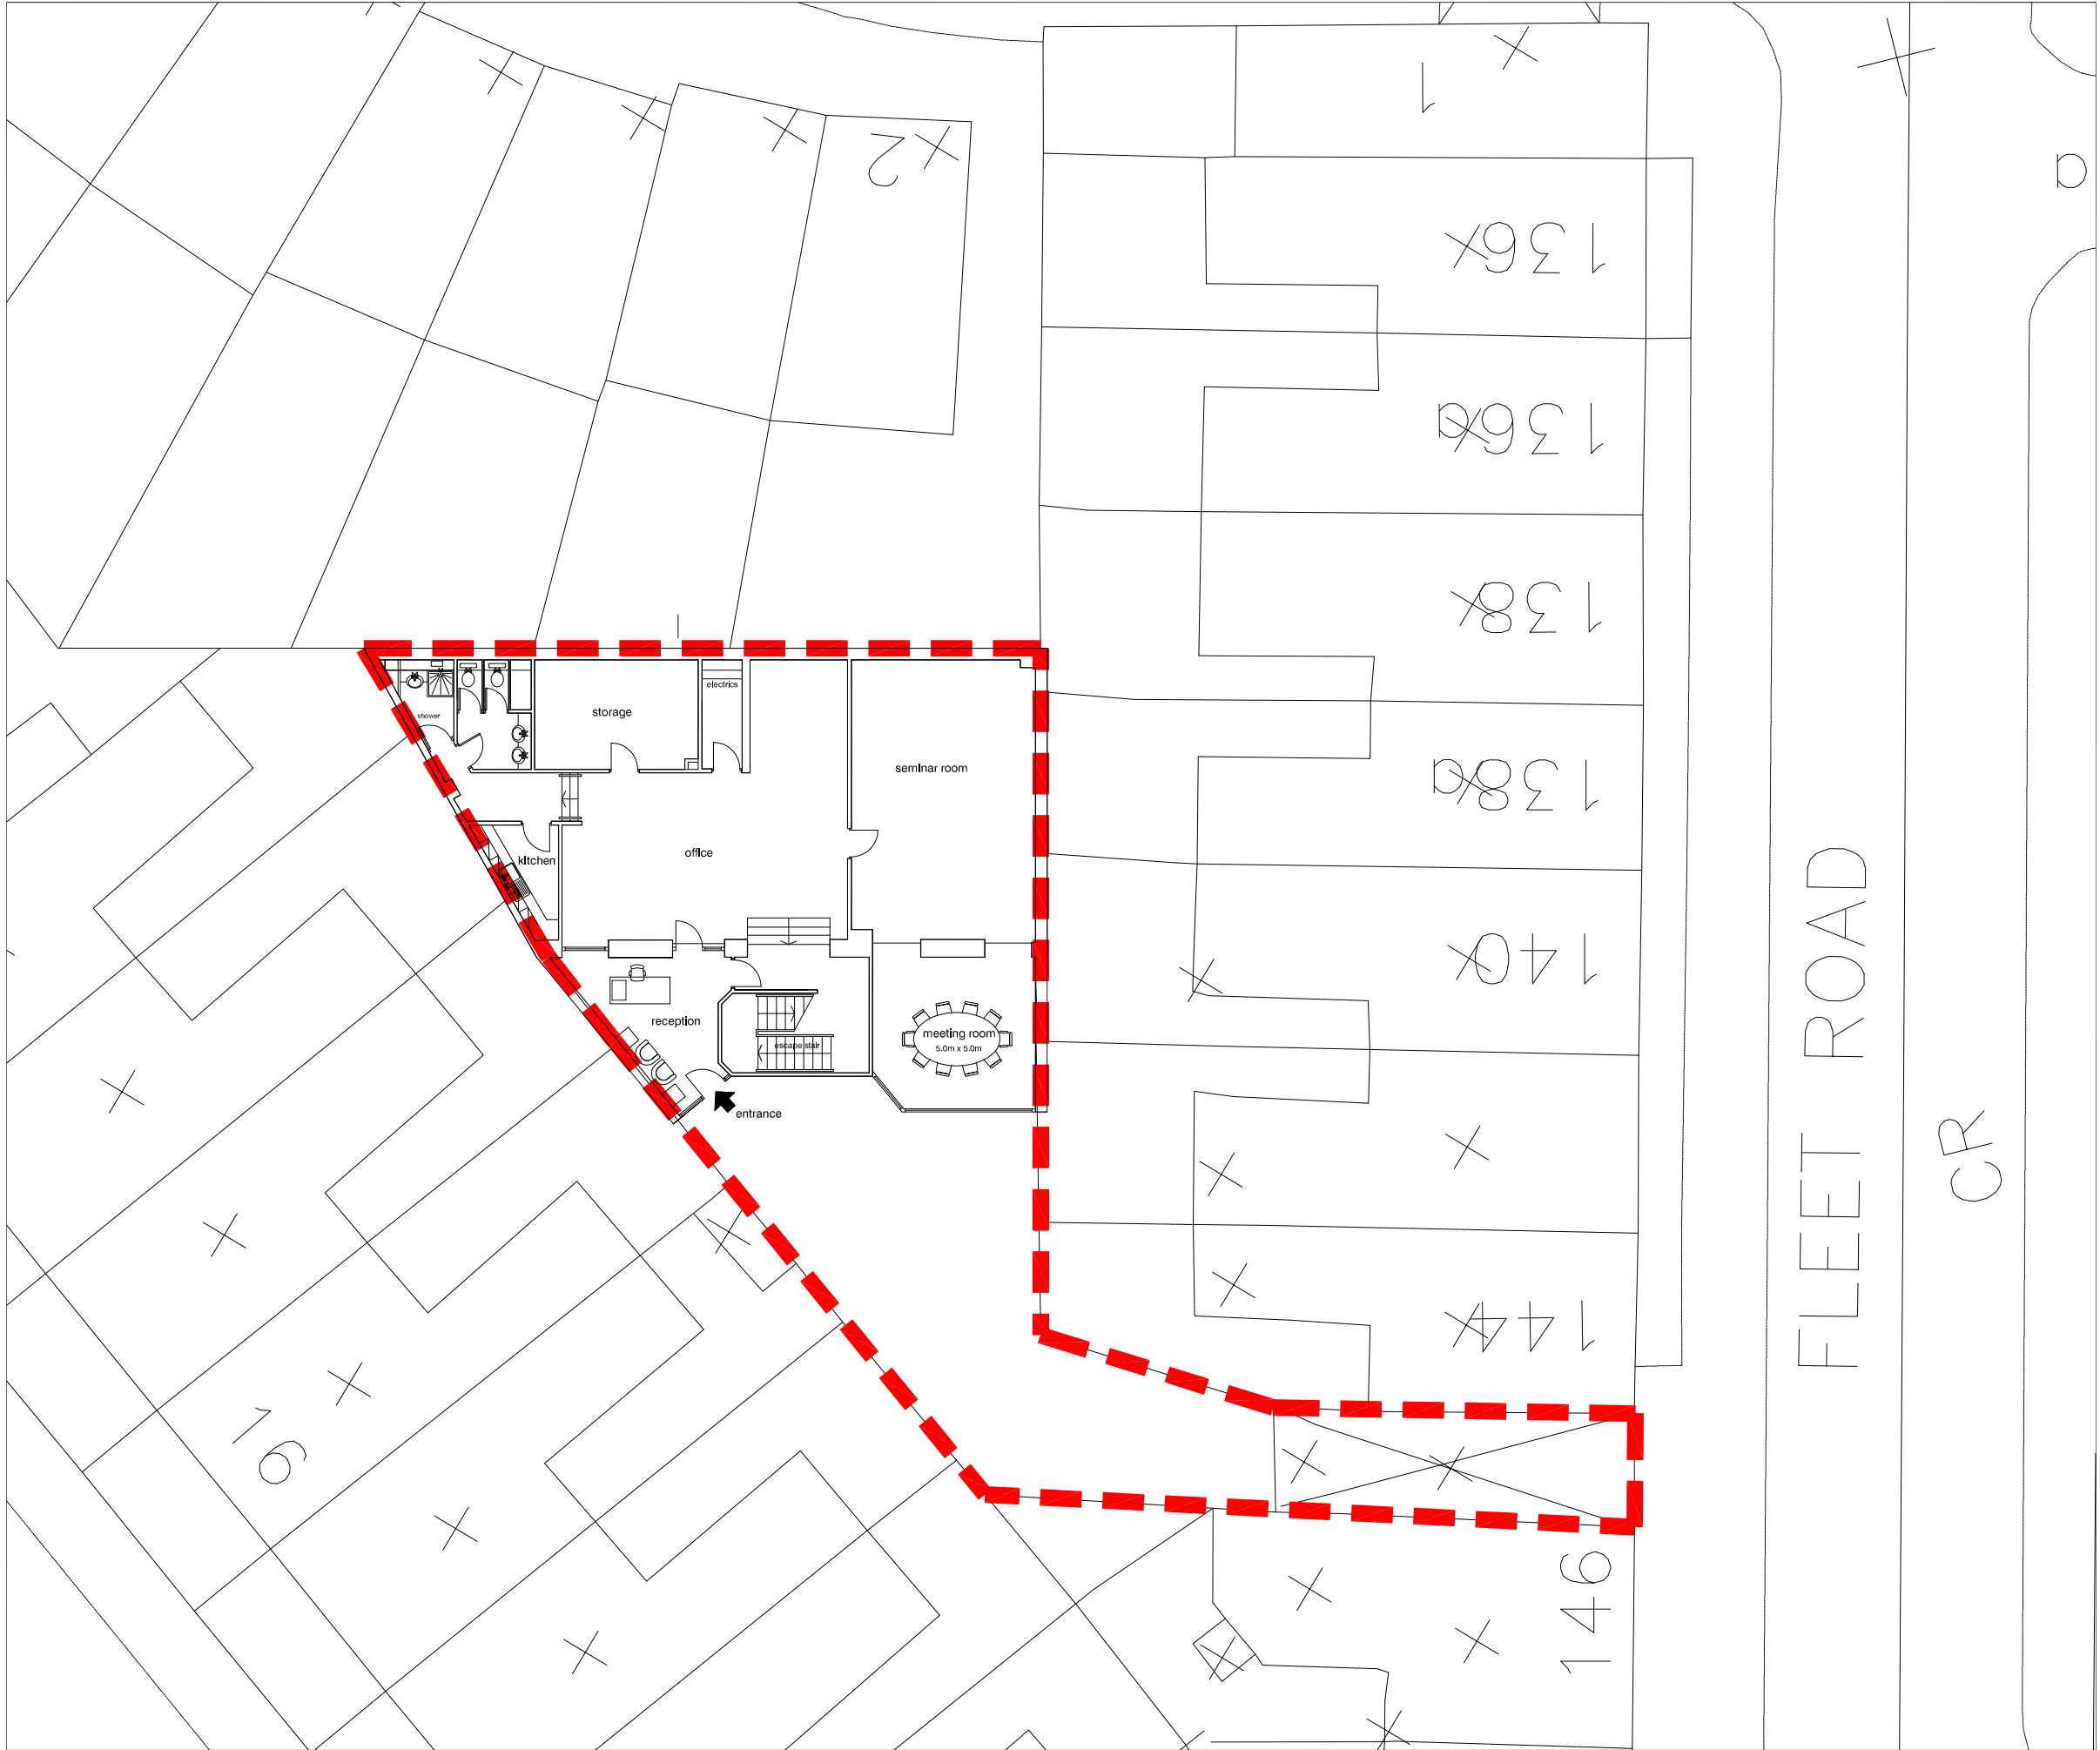 1
2
a
136
136a
138
138a
140
144
146
16
FLEET ROAD
CR
shower
storage
electrics
seminar room
kitchen
office
reception
escape stair
meeting room
5.0m x 5.0m
entrance